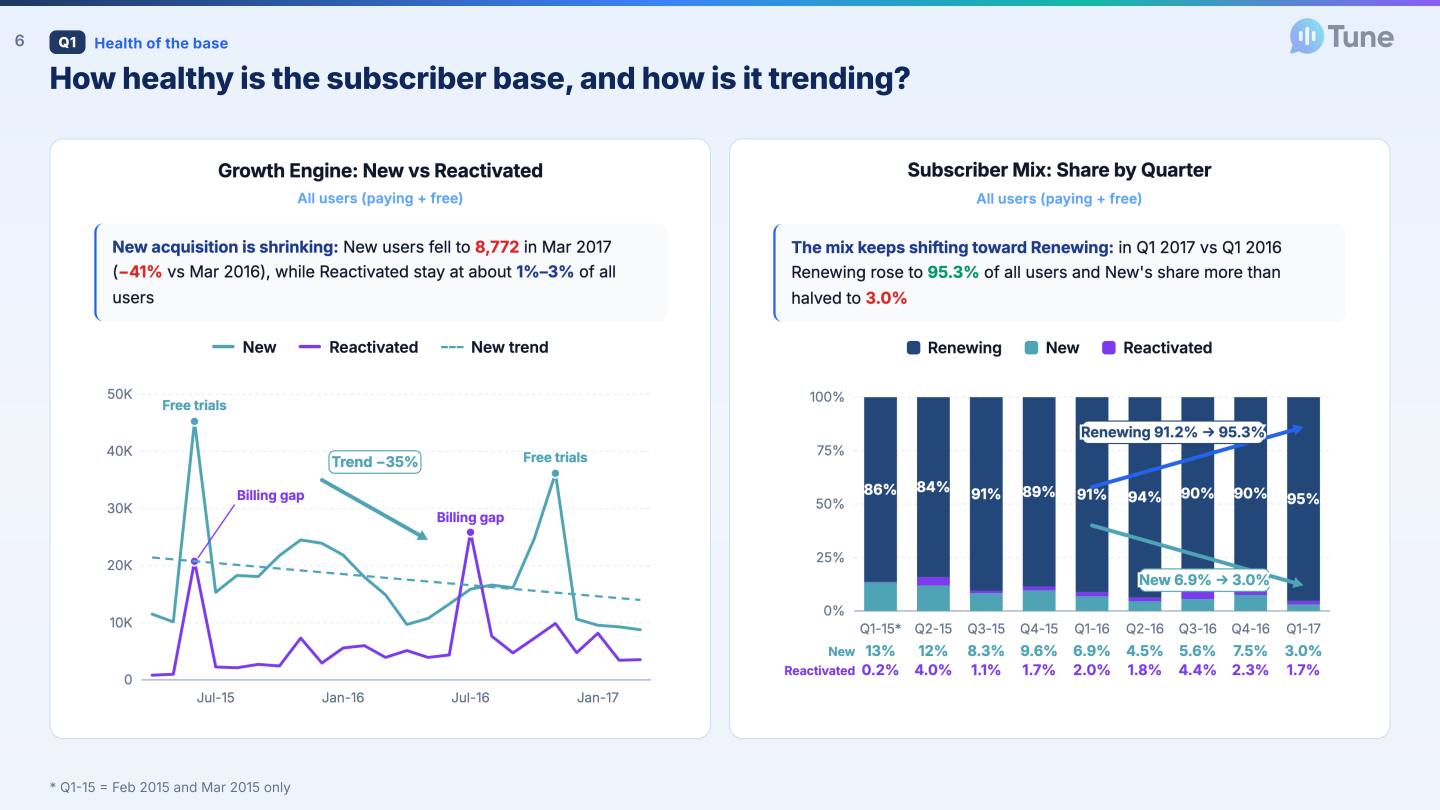 6
Q1 Health of the base
Tune
How healthy is the subscriber base, and how is it trending?
Growth Engine: New vs Reactivated
All users (paying + free)
New acquisition is shrinking: New users fell to 8,772 in Mar 2017
(−41% vs Mar 2016), while Reactivated stay at about 1%–3% of all
users
New Reactivated New trend
50K
40K
30K
20K
10K
0
Free trials
Trend −35%
Free trials
Billing gap
Billing gap
Jul-15 Jan-16 Jul-16 Jan-17
Subscriber Mix: Share by Quarter
All users (paying + free)
The mix keeps shifting toward Renewing: in Q1 2017 vs Q1 2016
Renewing rose to 95.3% of all users and New's share more than
halved to 3.0%
Renewing New Reactivated
100%
75%
50%
25%
0%
Renewing 91.2% → 95.3%
86% 84% 91% 89% 91% 94% 90% 90% 95%
New 6.9% → 3.0%
Q1-15* Q2-15 Q3-15 Q4-15 Q1-16 Q2-16 Q3-16 Q4-16 Q1-17
New 13% 12% 8.3% 9.6% 6.9% 4.5% 5.6% 7.5% 3.0%
Reactivated 0.2% 4.0% 1.1% 1.7% 2.0% 1.8% 4.4% 2.3% 1.7%
* Q1-15 = Feb 2015 and Mar 2015 only